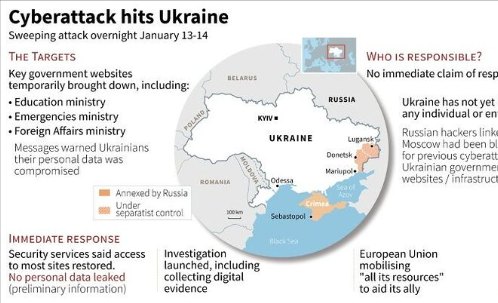 Cyberattack hits Ukraine
Sweeping attack overnight January 13-14
THE TARGETS
Key government websites
temporarily brought down, including:
• Education ministry
• Emergencies ministry
• Foreign Affairs ministry
Messages warned Ukrainians
their personal data was
compromised
BELARUS
RUSSIA
POLAND
KYIV
UKRAINE
Lugansk
Donetsk
Mariupol
MOLDOVA
ROMANIA
Odessa
Sea of
Azov
Crimea
Sebastopol
100 km
Black Sea
Annexed by Russia
Under
separatist control
WHO IS RESPONSIBLE?
No immediate claim of resp
Ukraine has not yet
any individual or en
Russian hackers linke
Moscow had been bl
for previous cyberatt
Ukrainian governme
websites / infrastruct
IMMEDIATE RESPONSE
Security services said access
to most sites restored.
No personal data leaked
(preliminary information)
Investigation
launched, including
collecting digital
evidence
European Union
mobilising
"all its resources"
to aid its ally